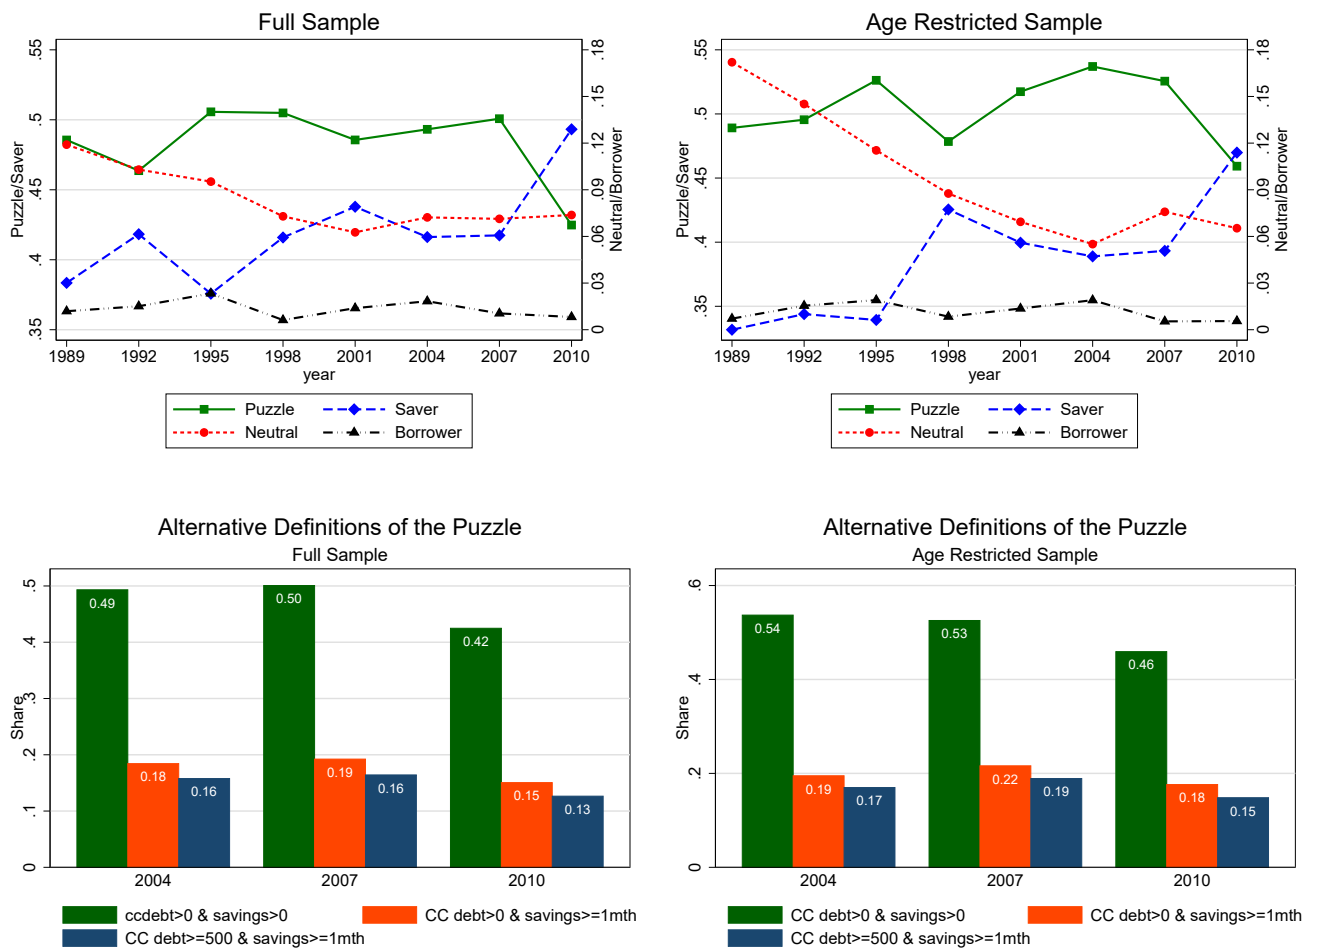 Full Sample
.55
.5
.45
.4
.35
Puzzle/Saver
.18
.15
.12
.09
.06
.03
0
Neutral/Borrower
1989 1992 1995 1998 2001 2004 2007 2010
year
Puzzle Saver
Neutral Borrower
Age Restricted Sample
.55
.5
.45
.4
.35
Puzzle/Saver
.18
.15
.12
.09
.06
.03
0
Neutral/Borrower
1989 1992 1995 1998 2001 2004 2007 2010
year
Puzzle Saver
Neutral Borrower
Alternative Definitions of the Puzzle
Full Sample
.5
.4
.3
.2
.1
0
Share
0.49 0.18 0.16
0.50 0.19 0.16
0.42 0.15 0.13
2004 2007 2010
ccdebt>0 & savings>0 CC debt>0 & savings>=1mth
CC debt>=500 & savings>=1mth
Alternative Definitions of the Puzzle
Age Restricted Sample
.6
.4
.2
0
Share
0.54 0.19 0.17
0.53 0.22 0.19
0.46 0.18 0.15
2004 2007 2010
CC debt>0 & savings>0 CC debt>0 & savings>=1mth
CC debt>=500 & savings>=1mth